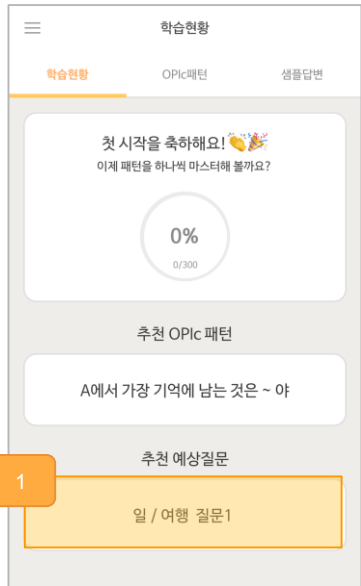 학습현황
학습현황 OPIc패턴 샘플답변
첫 시작을 축하해요!👏🎉
이제 패턴을 하나씩 마스터해 볼까요?
0%
0/300
추천 OPIc 패턴
A에서 가장 기억에 남는 것은 ~ 야
추천 예상질문
1
일 / 여행 질문1